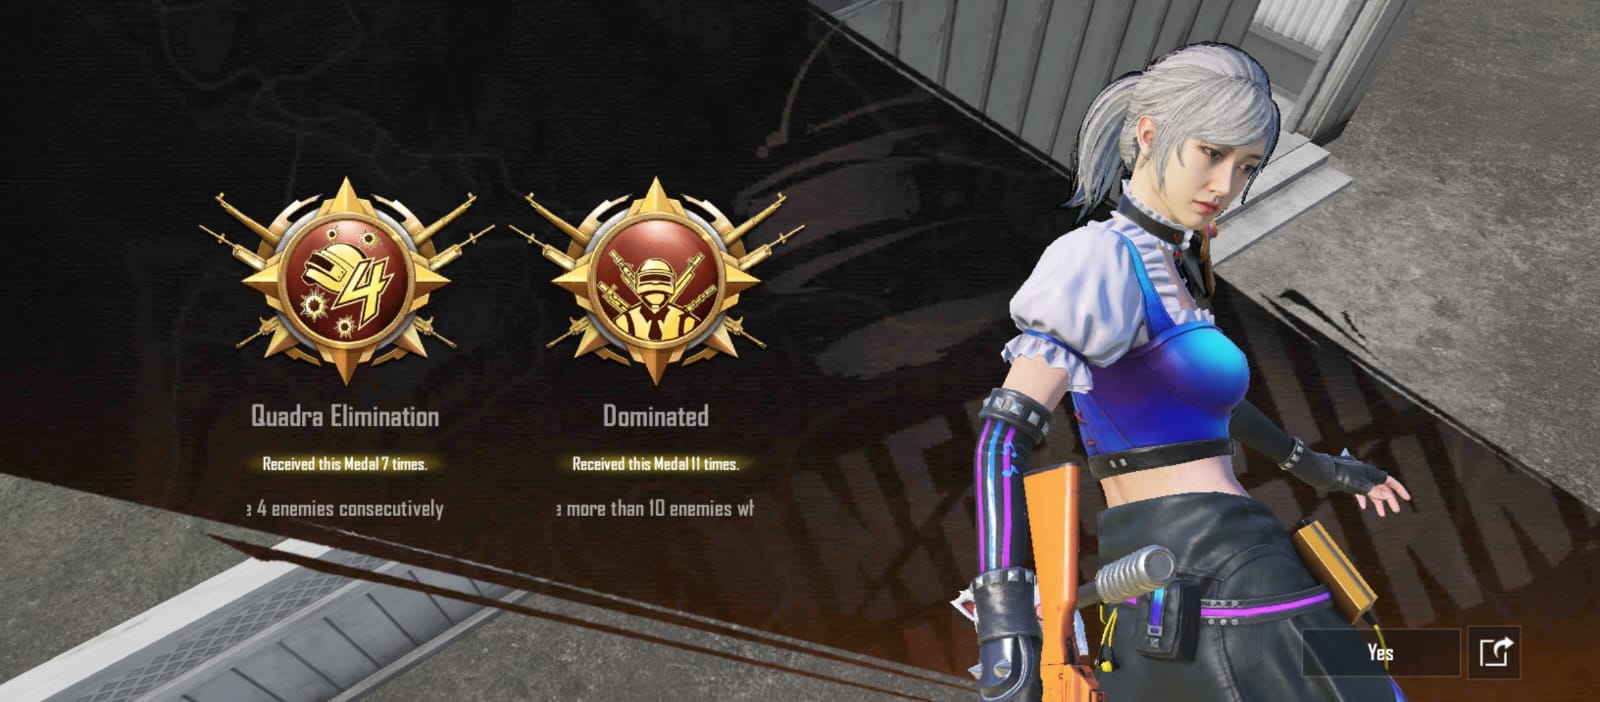 4
Quadra Elimination
Dominated
Received this Medal 7 times.
Received this Medal 11 times.
4 enemies consecutively
more than 10 enemies
Yes